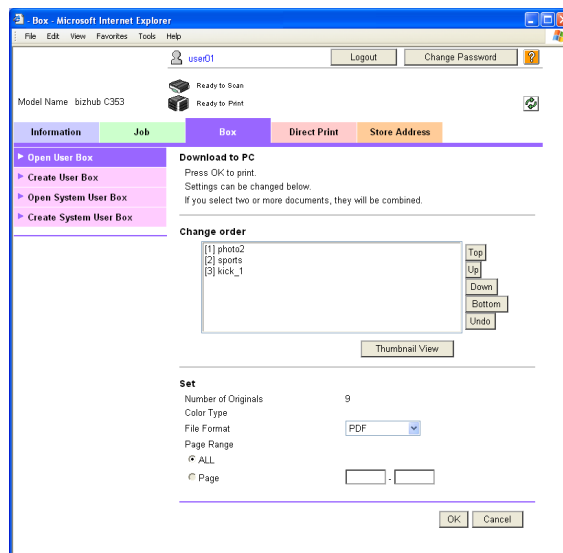 - Box - Microsoft Internet Explorer
File Edit View Favorites Tools Help
user01 Logout Change Password ?
Ready to Scan
Model Name bizhub C353 Ready to Print
Information Job Box Direct Print Store Address
Open User Box
Create User Box
Open System User Box
Create System User Box
Download to PC
Press OK to print.
Settings can be changed below.
If you select two or more documents, they will be combined.
Change order
[1] photo2
[2] sports
[3] kick_1
Top
Up
Down
Bottom
Undo
Thumbnail View
Set
Number of Originals 9
Color Type
File Format PDF
Page Range
ALL
Page -
OK Cancel